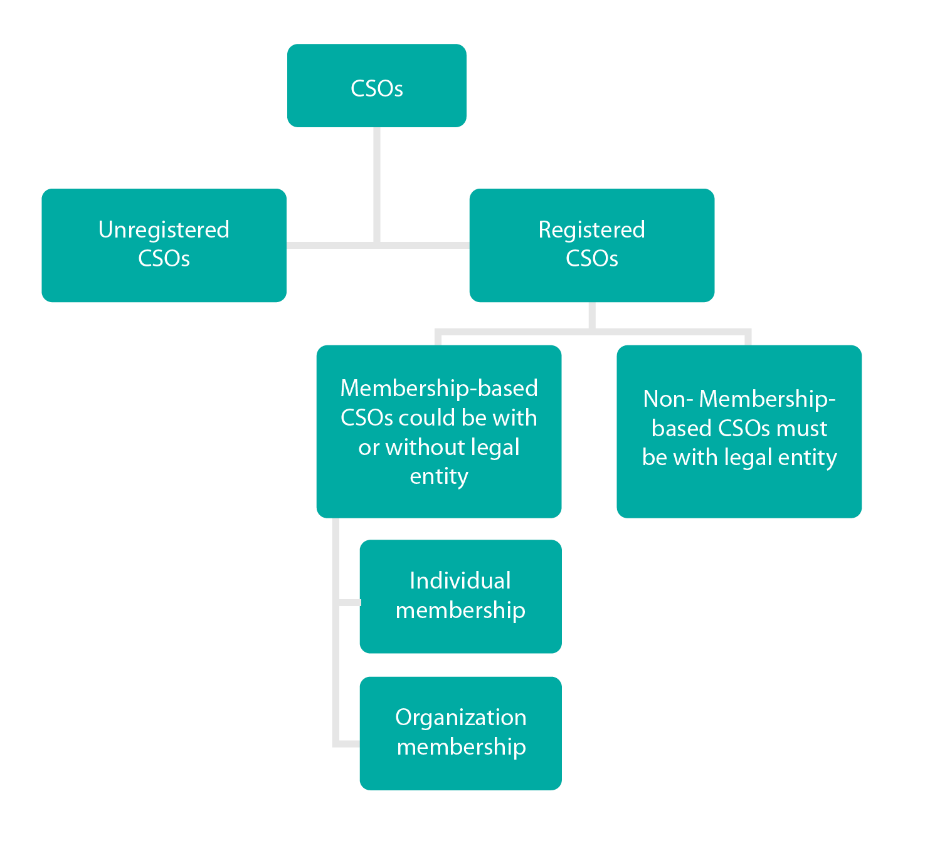 CSOs
Unregistered
CSOs
Registered
CSOs
Membership-based
CSOs could be with
or without legal
entity
Non- Membership-
based CSOs must
be with legal entity
Individual
membership
Organization
membership